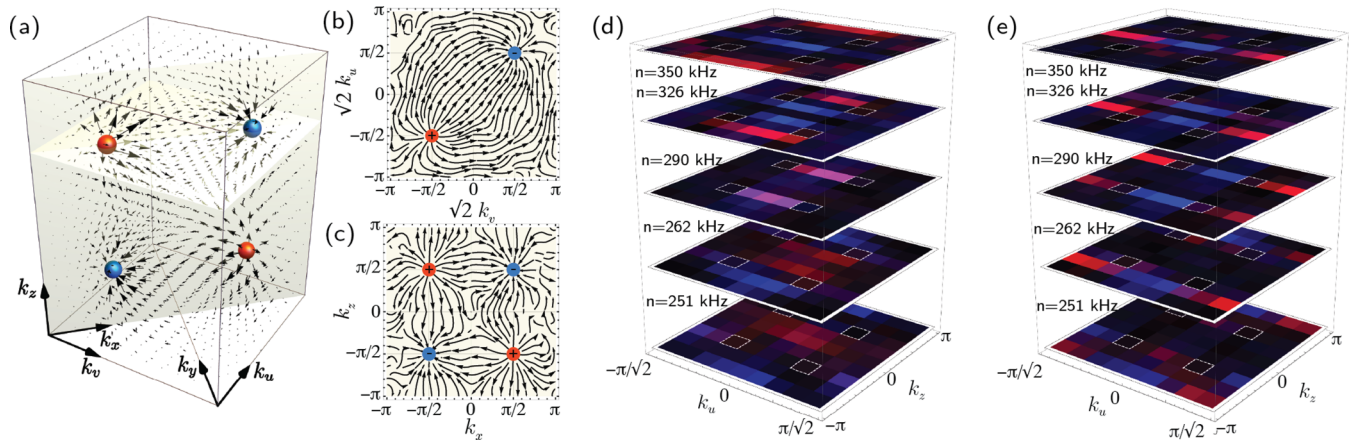 (a)
k_z
k_x
k_v
k_y
k_u
+
−
−
+
(b)
π
π/2
0
−π/2
−π
√2 k_u
−
+
−π −π/2 0 π/2 π
√2 k_v
(c)
π
π/2
0
−π/2
−π
k_z
+ −
− +
−π −π/2 0 π/2 π
k_x
(d)
n=350 kHz
n=326 kHz
n=290 kHz
n=262 kHz
n=251 kHz
−π/√2
k_u 0
π/√2
−π
0 k_z
π
(e)
n=350 kHz
n=326 kHz
n=290 kHz
n=262 kHz
n=251 kHz
−π/√2
k_u 0
π/√2
−π
0 k_z
π